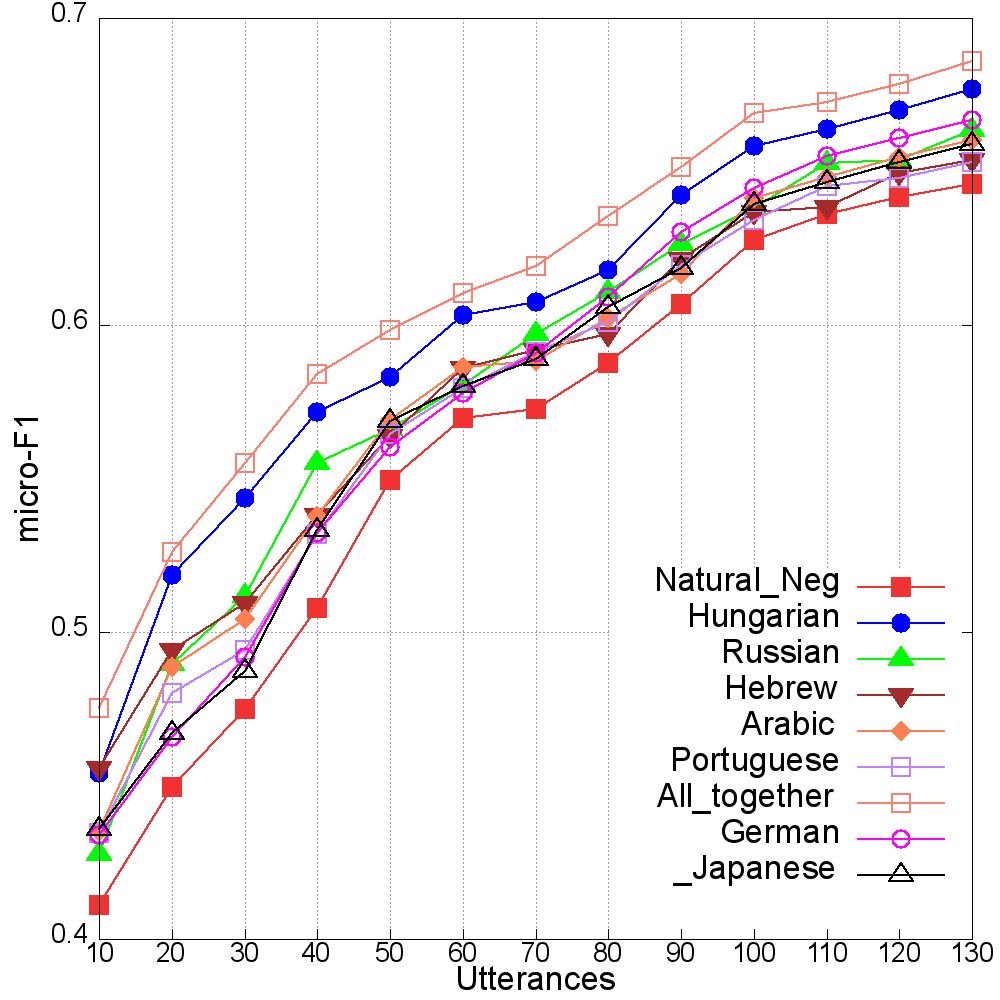 0.7
0.6
0.5
0.4
micro-F1
Natural_Neg
Hungarian
Russian
Hebrew
Arabic
Portuguese
All_together
German
_Japanese
10 20 30 40 50 60 70 80 90 100 110 120 130
Utterances